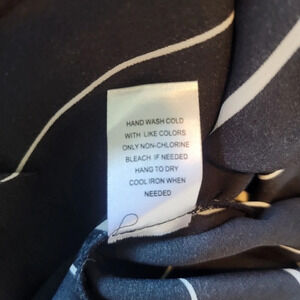 HAND WASH COLD
WITH LIKE COLORS
ONLY NON-CHLORINE
BLEACH IF NEEDED
HANG TO DRY
COOL IRON WHEN
NEEDED